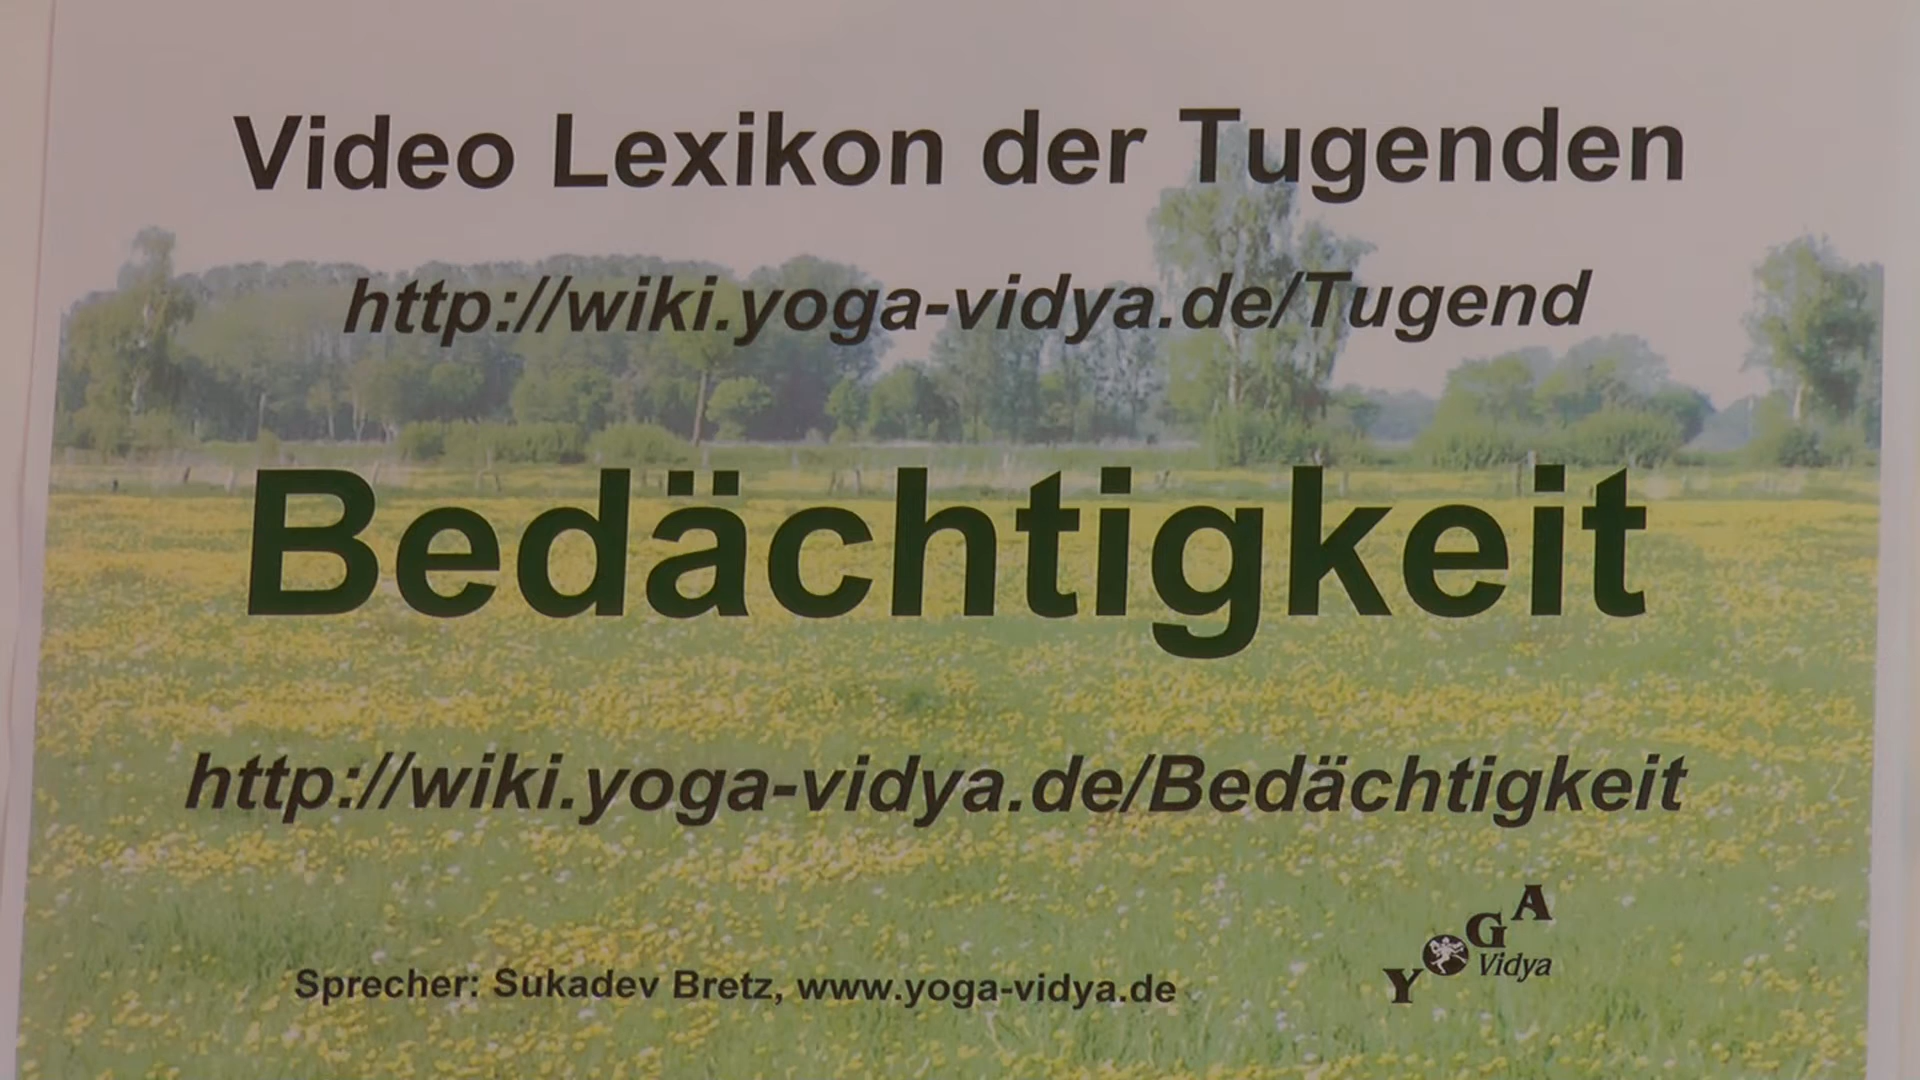 Video Lexikon der Tugenden
http://wiki.yoga-vidya.de/Tugend
Bedächtigkeit
http://wiki.yoga-vidya.de/Bedächtigkeit
Sprecher: Sukadev Bretz, www.yoga-vidya.de
YOGA
Vidya